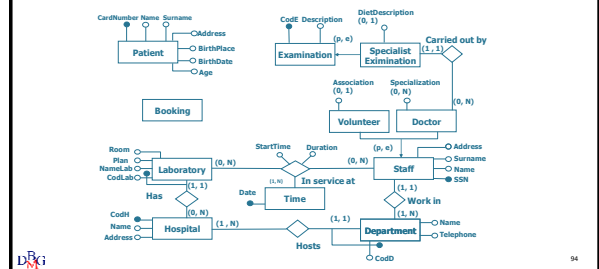 CardNumber Name Surname
Address
BirthPlace
BirthDate
Age
Patient
CodE Description
DietDescription
(0, 1)
(p, e)
Examination
Specialist
Eximination
(1 , 1)
Carried out by
Booking
Association
(0, 1)
Specialization
(0, N)
Volunteer
Doctor
(0, N)
(p, e)
Room
Plan
NameLab
CodLab
Laboratory
(0, N)
StartTime
Duration
In service at
(0, N)
Staff
Address
Surname
Name
SSN
(1, N)
Date
Time
(1, 1)
Has
(0, N)
(1, 1)
Work in
(1, N)
CodH
Name
Address
Hospital
(1 , N)
Hosts
(1, 1)
Department
Name
Telephone
CodD
DBMG
94